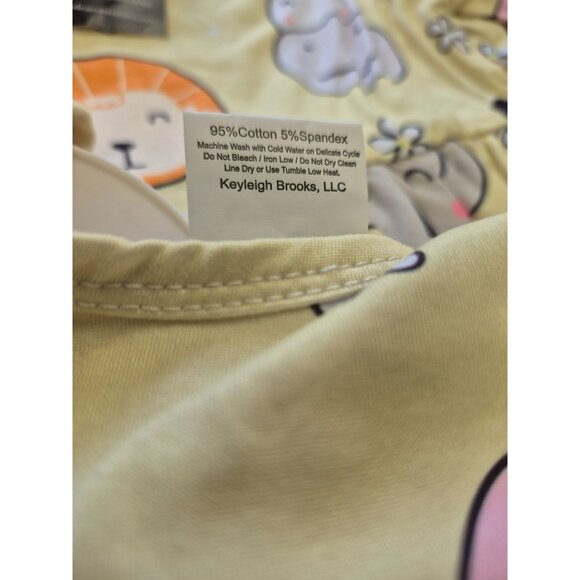 95%Cotton 5%Spandex
Machine Wash with Cold Water on Delicate Cycle
Do Not Bleach / Iron Low / Do Not Dry Clean
Line Dry or Use Tumble Low Heat.
Keyleigh Brooks, LLC